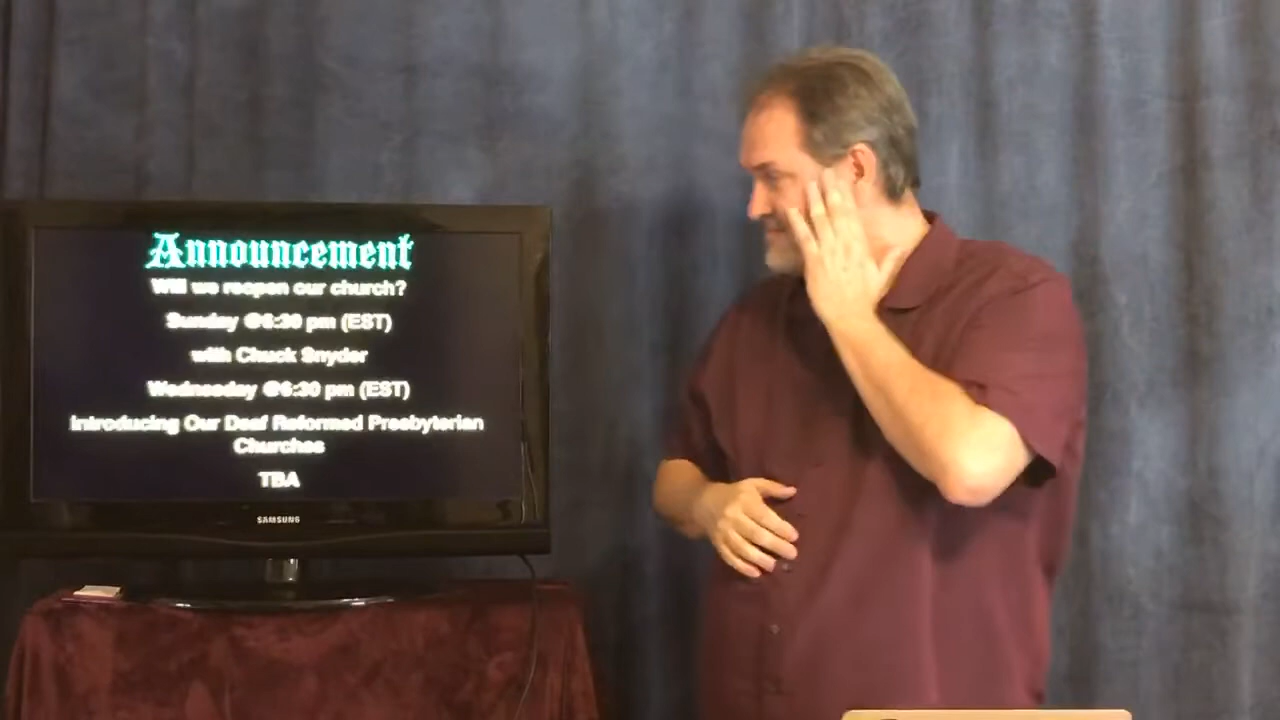 Announcement
Will we reopen our church?
Sunday @6:30 pm (EST)
with Chuck Snyder
Wednesday @6:30 pm (EST)
Introducing Our Deaf Reformed Presbyterian
Churches
TBA
SAMSUNG